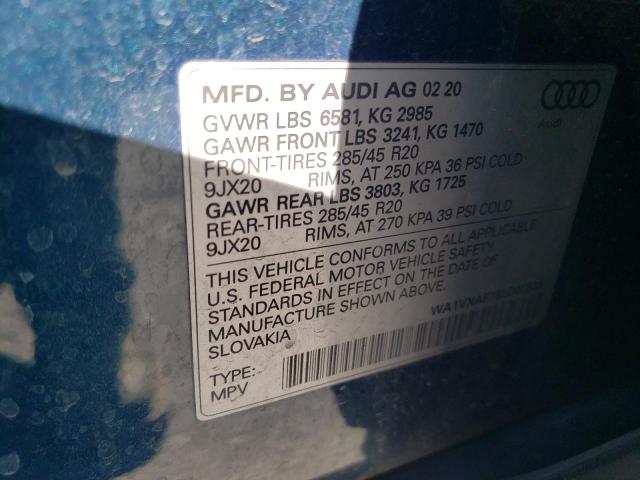 MFD. BY AUDI AG 02 20
GVWR LBS 6581, KG 2985
GAWR FRONT LBS 3241, KG 1470
FRONT-TIRES 285/45 R20
9JX20 RIMS, AT 250 KPA 36 PSI COLD
GAWR REAR LBS 3803, KG 1725
REAR-TIRES 285/45 R20
9JX20 RIMS, AT 270 KPA 39 PSI COLD
Audi
THIS VEHICLE CONFORMS TO ALL APPLICABLE
U.S. FEDERAL MOTOR VEHICLE SAFETY
STANDARDS IN EFFECT ON THE DATE OF
MANUFACTURE SHOWN ABOVE.
SLOVAKIA
TYPE:
MPV